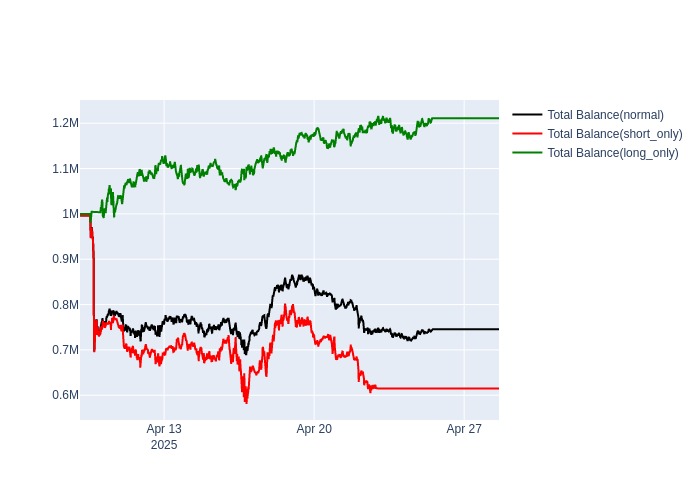 1.2M
1.1M
1M
0.9M
0.8M
0.7M
0.6M
Apr 13
2025
Apr 20
Apr 27
Total Balance(normal)
Total Balance(short_only)
Total Balance(long_only)